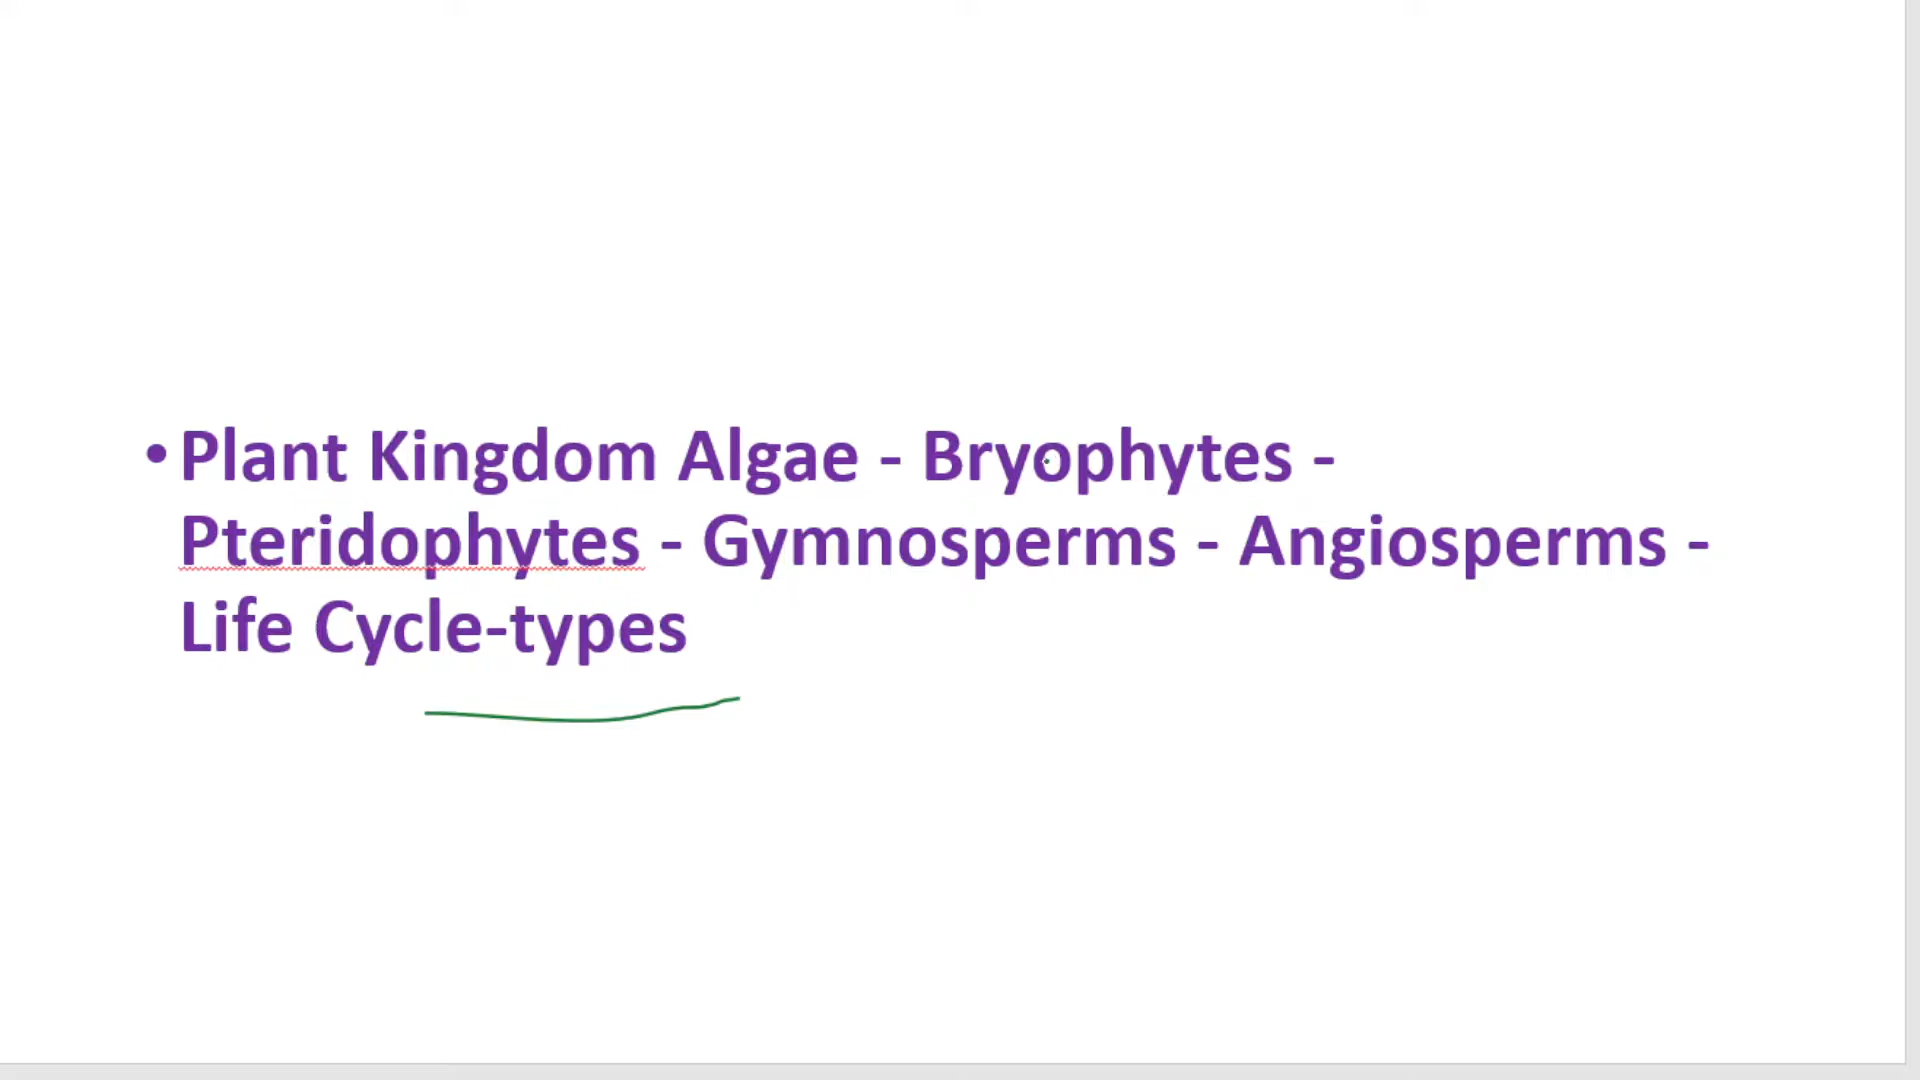 • Plant Kingdom Algae - Bryophytes -
Pteridophytes - Gymnosperms - Angiosperms -
Life Cycle-types